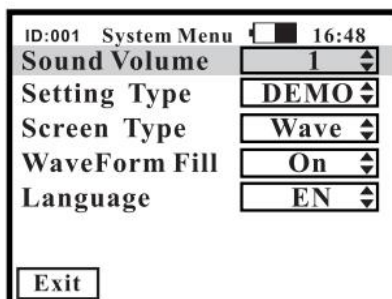 ID:001 System Menu 16:48
Sound Volume 1
Setting Type DEMO
Screen Type Wave
WaveForm Fill On
Language EN
Exit